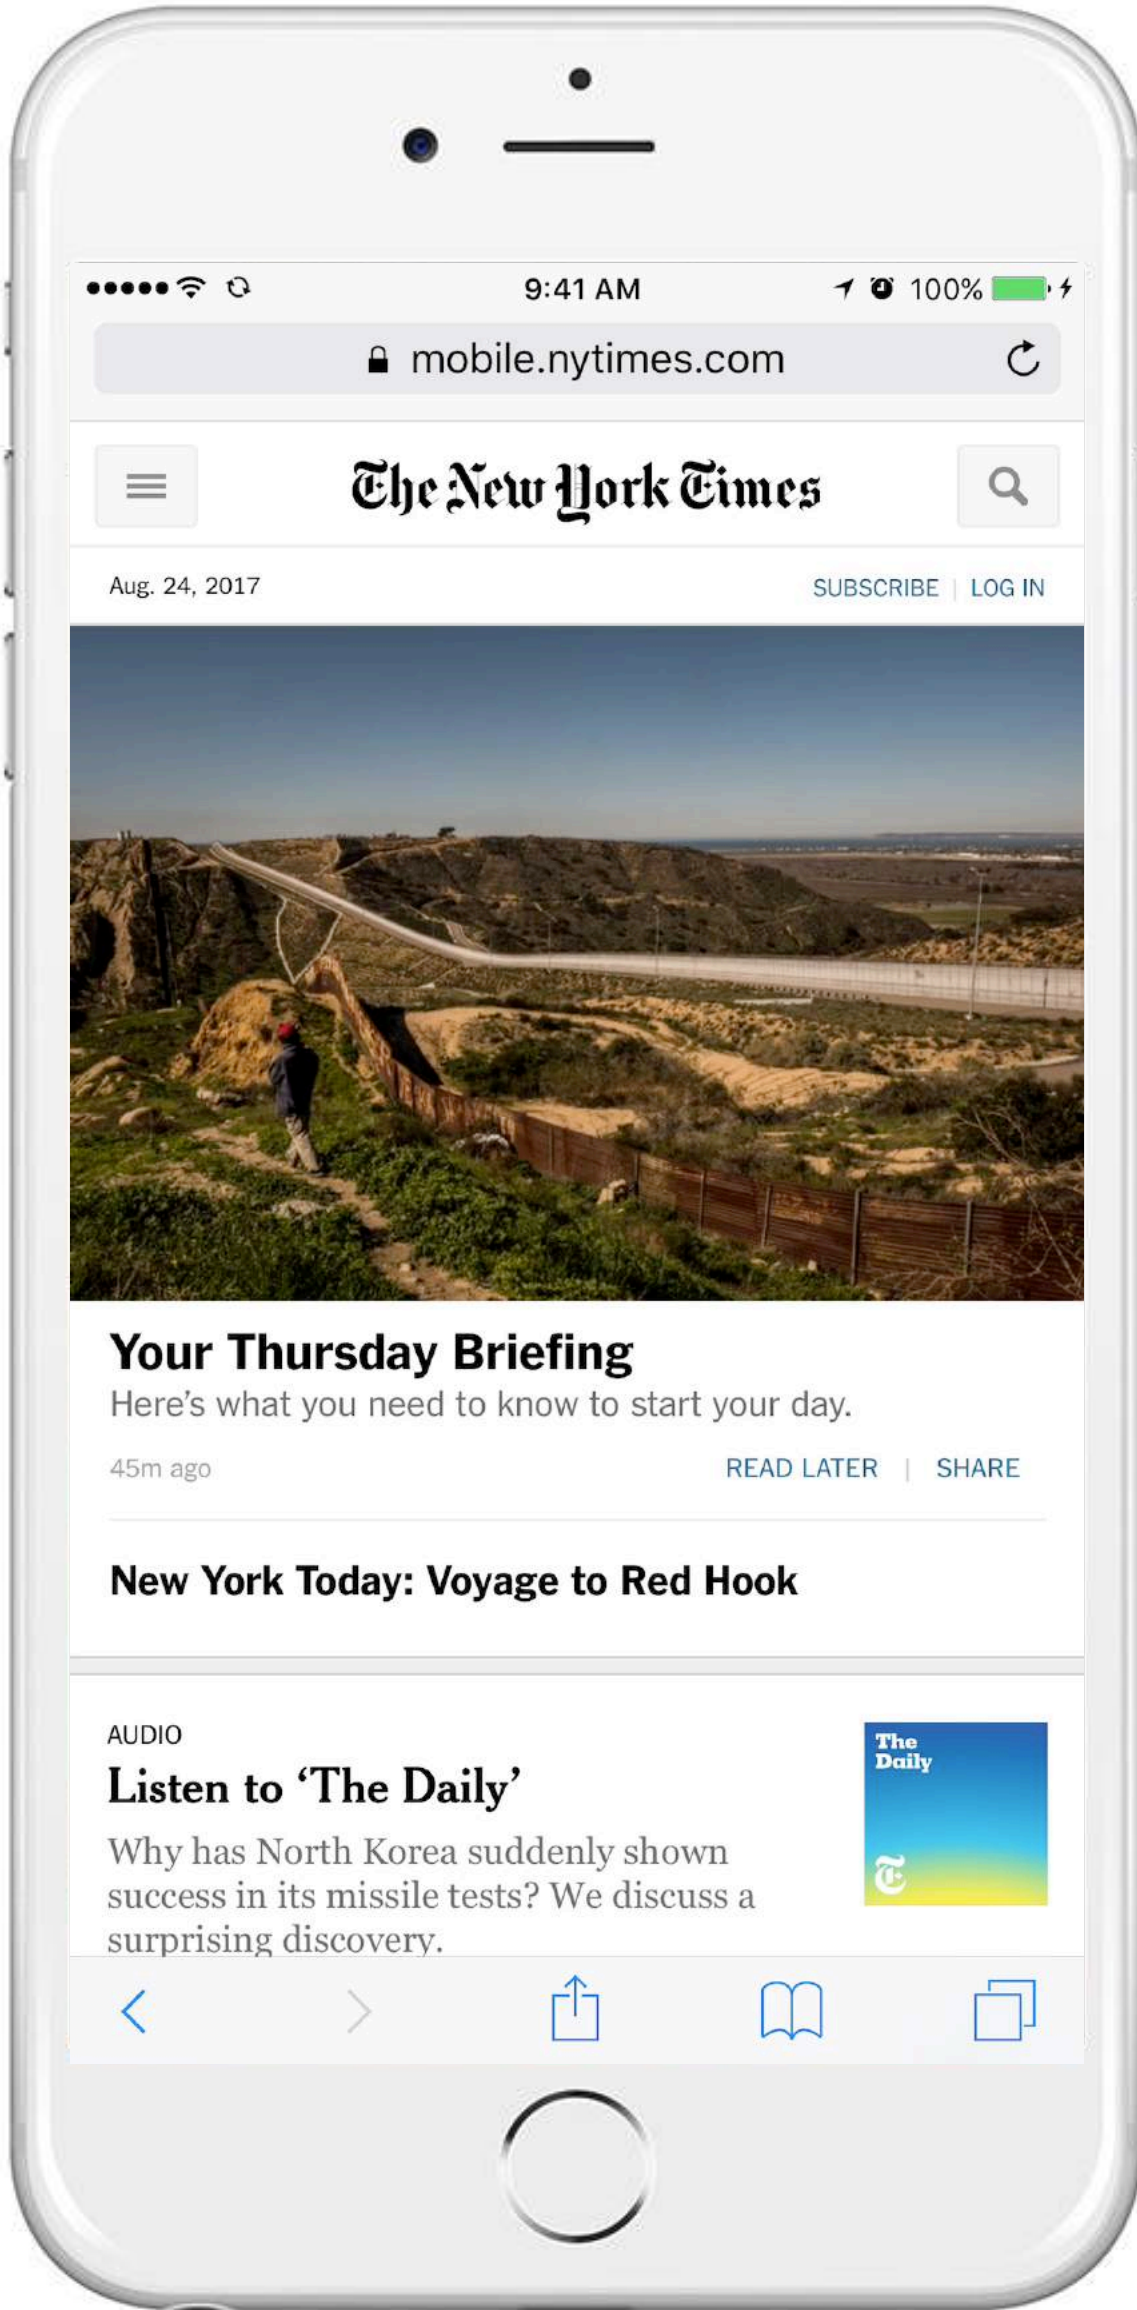 9:41 AM 100%
mobile.nytimes.com
The New York Times
Aug. 24, 2017 SUBSCRIBE | LOG IN
Your Thursday Briefing
Here's what you need to know to start your day.
45m ago READ LATER | SHARE
New York Today: Voyage to Red Hook
AUDIO
Listen to ‘The Daily’
Why has North Korea suddenly shown
success in its missile tests? We discuss a
surprising discovery.
The
Daily
T